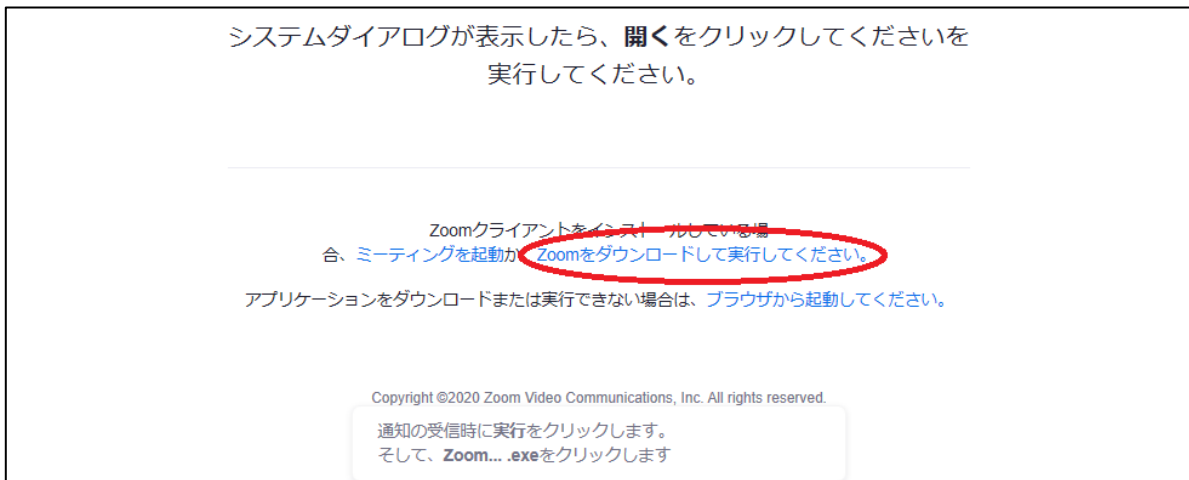 システムダイアログが表示したら、開くをクリックしてくださいを
実行してください。
Zoomクライアントをインストールしている場
合、ミーティングを起動か、Zoomをダウンロードして実行してください。
アプリケーションをダウンロードまたは実行できない場合は、ブラウザから起動してください。
Copyright ©2020 Zoom Video Communications, Inc. All rights reserved.
通知の受信時に実行をクリックします。
そして、Zoom... .exeをクリックします